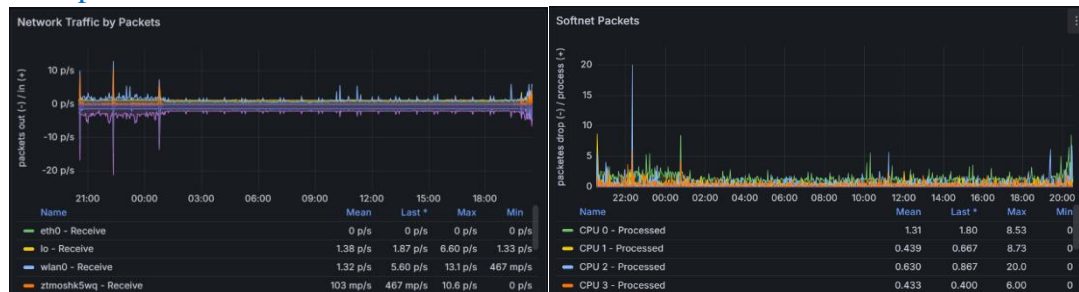 Network Traffic by Packets
packets out (-) / in (+)
10 p/s
0 p/s
-10 p/s
-20 p/s
21:00 00:00 03:00 06:00 09:00 12:00 15:00 18:00
Name Mean Last * Max Min
eth0 - Receive 0 p/s 0 p/s 0 p/s 0 p/s
lo - Receive 1.38 p/s 1.87 p/s 6.60 p/s 1.33 p/s
wlan0 - Receive 1.32 p/s 5.60 p/s 13.1 p/s 467 mp/s
ztmoshk5wq - Receive 103 mp/s 467 mp/s 10.6 p/s 0 p/s
Softnet Packets
packetes drop (-) / process (+)
20
15
10
5
0
22:00 00:00 02:00 04:00 06:00 08:00 10:00 12:00 14:00 16:00 18:00 20:00
Name Mean Last * Max Min
CPU 0 - Processed 1.31 1.80 8.53 0
CPU 1 - Processed 0.439 0.667 8.73 0
CPU 2 - Processed 0.630 0.867 20.0 0
CPU 3 - Processed 0.433 0.400 6.00 0